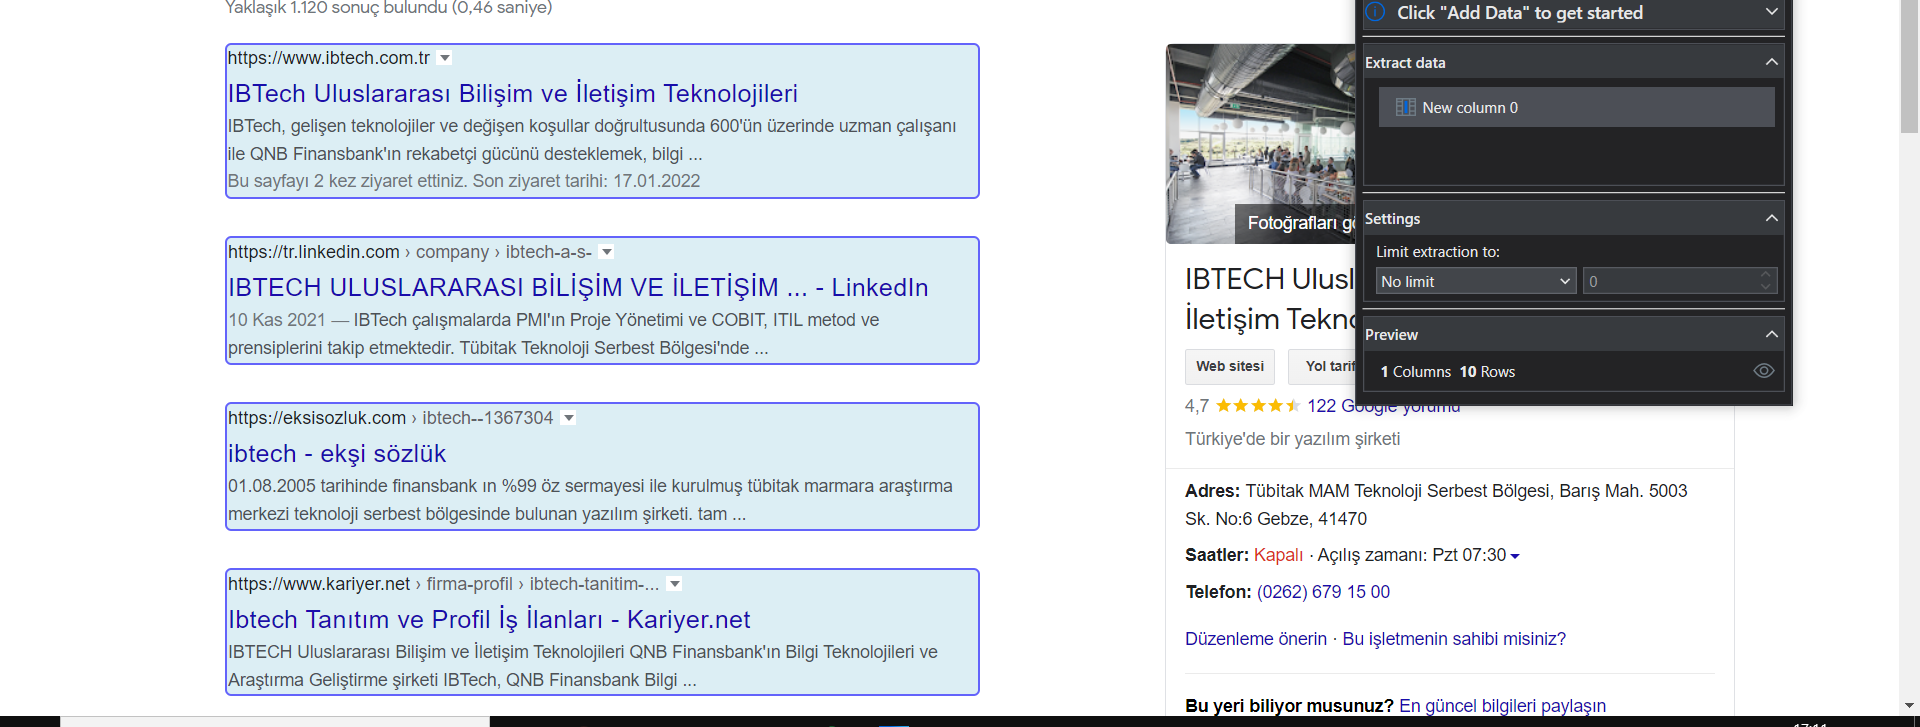 Yaklaşık 1.120 sonuç bulundu (0,46 saniye)
https://www.ibtech.com.tr
IBTech Uluslararası Bilişim ve İletişim Teknolojileri
IBTech, gelişen teknolojiler ve değişen koşullar doğrultusunda 600'ün üzerinde uzman çalışanı
ile QNB Finansbank'ın rekabetçi gücünü desteklemek, bilgi ...
Bu sayfayı 2 kez ziyaret ettiniz. Son ziyaret tarihi: 17.01.2022
https://tr.linkedin.com › company › ibtech-a-s-
IBTECH ULUSLARARASI BİLİŞİM VE İLETİŞİM ... - LinkedIn
10 Kas 2021 — IBTech çalışmalarda PMI'ın Proje Yönetimi ve COBIT, ITIL metod ve
prensiplerini takip etmektedir. Tübitak Teknoloji Serbest Bölgesi'nde ...
https://eksisozluk.com › ibtech--1367304
ibtech - ekşi sözlük
01.08.2005 tarihinde finansbank ın %99 öz sermayesi ile kurulmuş tübitak marmara araştırma
merkezi teknoloji serbest bölgesinde bulunan yazılım şirketi. tam ...
https://www.kariyer.net › firma-profil › ibtech-tanitim-...
Ibtech Tanıtım ve Profil İş İlanları - Kariyer.net
IBTECH Uluslararası Bilişim ve İletişim Teknolojileri QNB Finansbank'ın Bilgi Teknolojileri ve
Araştırma Geliştirme şirketi IBTech, QNB Finansbank Bilgi ...
Fotoğrafları gö
IBTECH Ulusl
İletişim Tekno
Web sitesi
Yol tarif
4,7 122 Google yorumu
Türkiye'de bir yazılım şirketi
Adres: Tübitak MAM Teknoloji Serbest Bölgesi, Barış Mah. 5003
Sk. No:6 Gebze, 41470
Saatler: Kapalı · Açılış zamanı: Pzt 07:30
Telefon: (0262) 679 15 00
Düzenleme önerin · Bu işletmenin sahibi misiniz?
Bu yeri biliyor musunuz? En güncel bilgileri paylaşın
Click "Add Data" to get started
Extract data
New column 0
Settings
Limit extraction to:
No limit
0
Preview
1 Columns 10 Rows